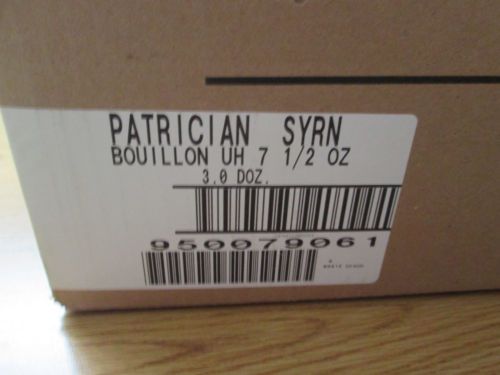 PATRICIAN SYRN
BOUILLON UH 7 1/2 OZ
3.0 DOZ.
950079061